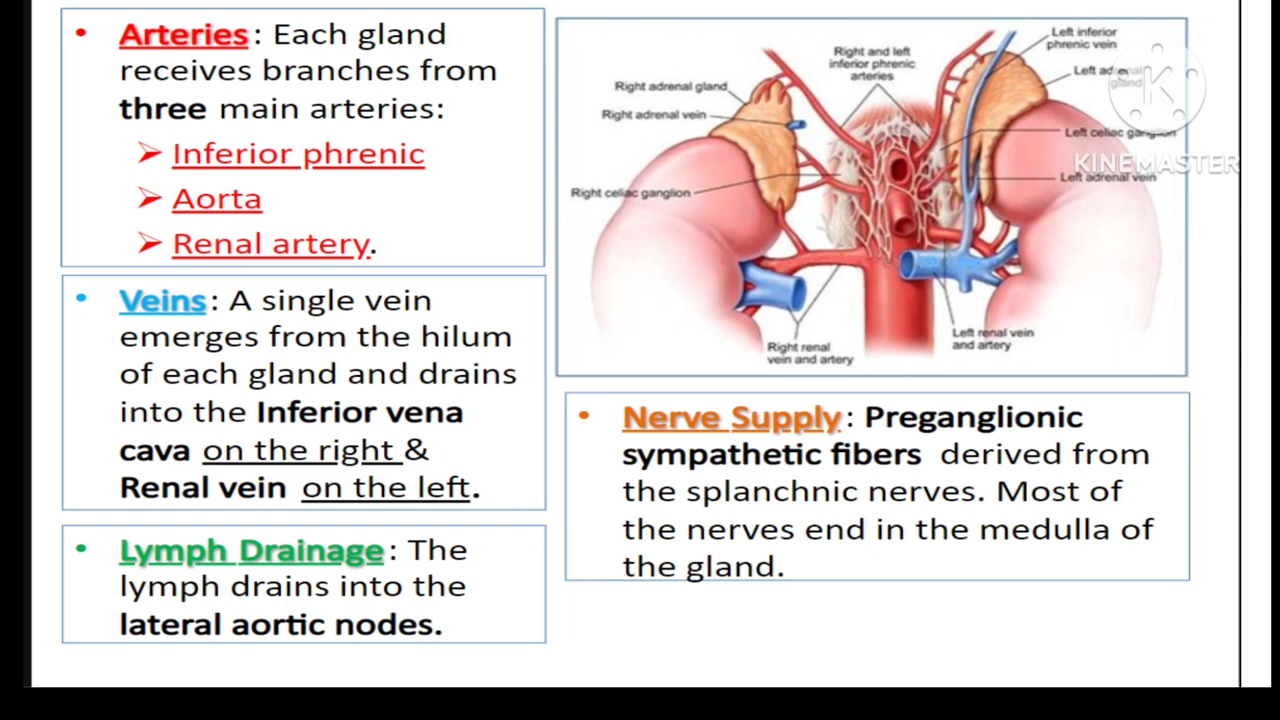 • Arteries: Each gland
receives branches from
three main arteries:
➢ Inferior phrenic
➢ Aorta
➢ Renal artery.
• Veins: A single vein
emerges from the hilum
of each gland and drains
into the Inferior vena
cava on the right &
Renal vein on the left.
• Lymph Drainage: The
lymph drains into the
lateral aortic nodes.
Right and left
inferior phrenic
arteries
Left inferior
phrenic vein
Right adrenal gland
Left adrenal
gland
Right adrenal vein
Left celiac ganglion
Left adrenal vein
Right celiac ganglion
Right renal
vein and artery
Left renal vein
and artery
K
KINEMASTER
• Nerve Supply: Preganglionic
sympathetic fibers derived from
the splanchnic nerves. Most of
the nerves end in the medulla of
the gland.